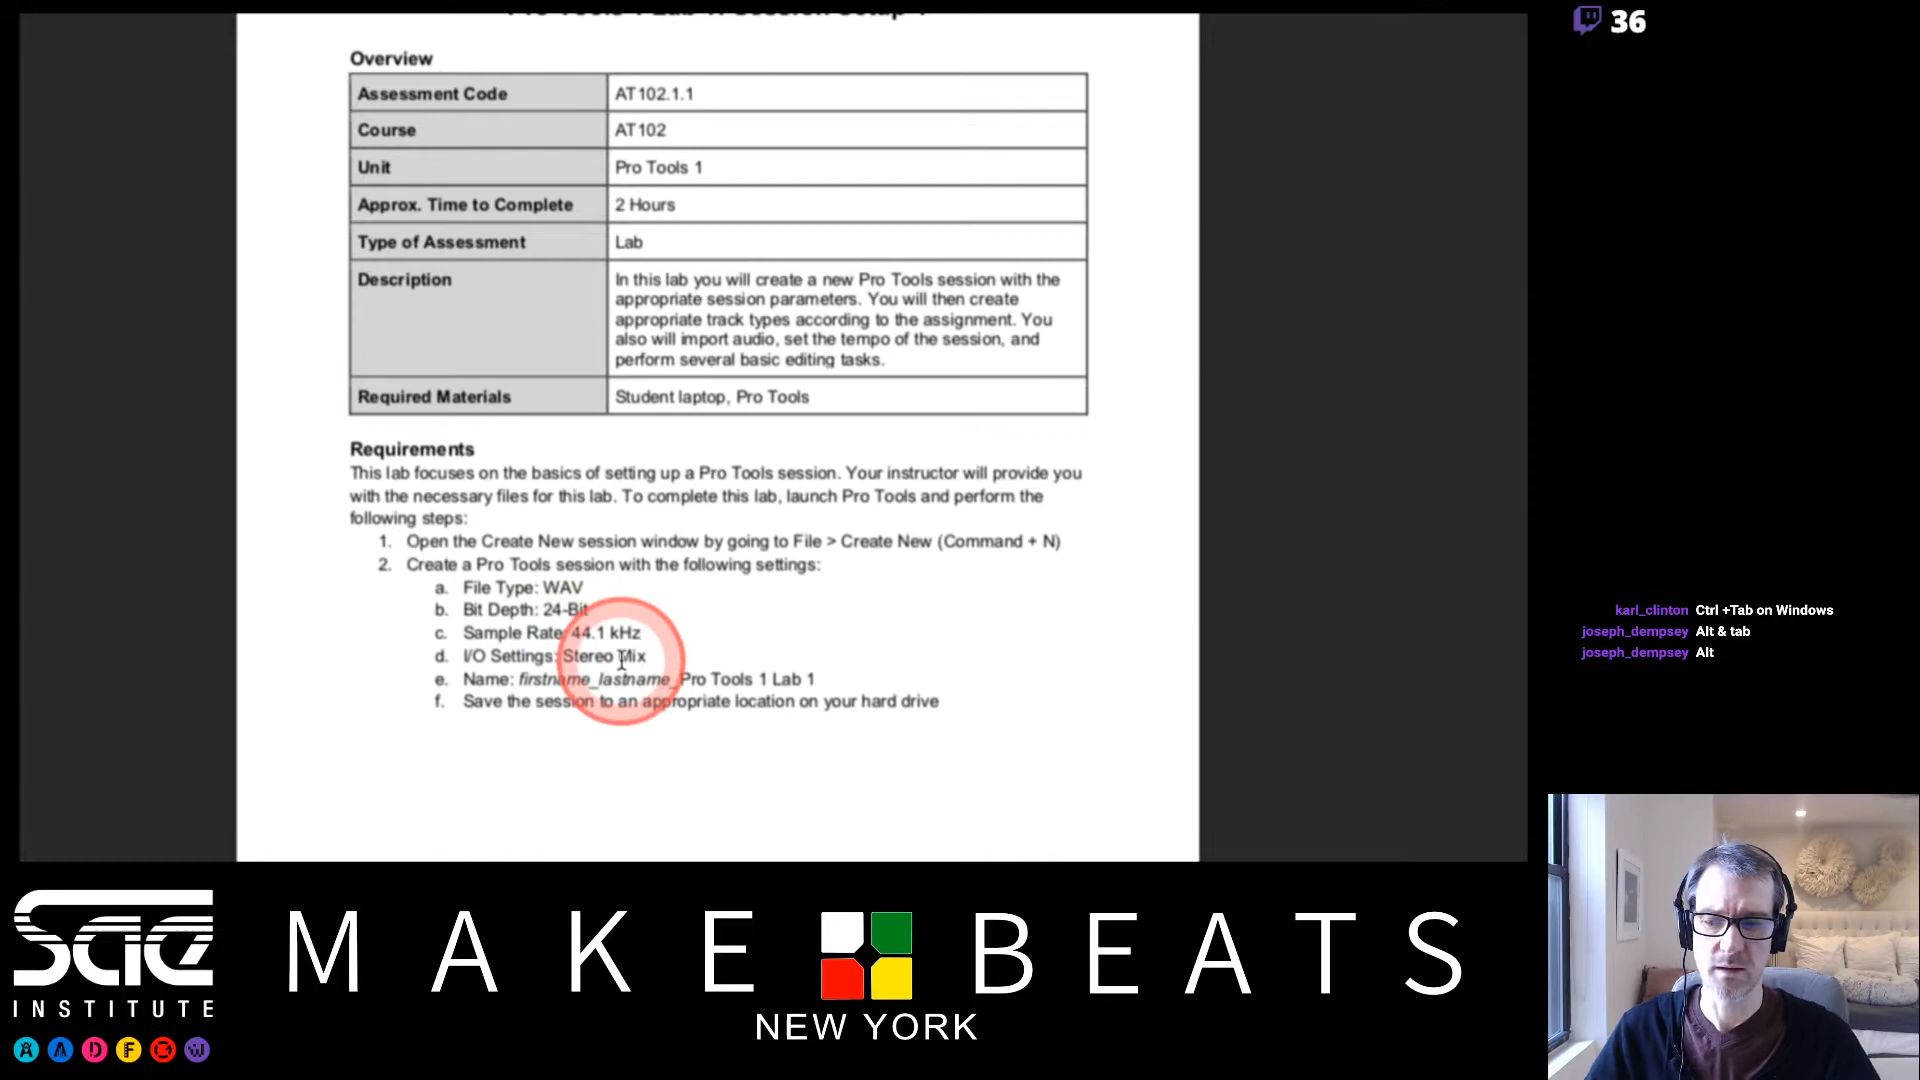 36
Overview
Assessment Code AT102.1.1
Course AT102
Unit Pro Tools 1
Approx. Time to Complete 2 Hours
Type of Assessment Lab
Description In this lab you will create a new Pro Tools session with the
appropriate session parameters. You will then create
appropriate track types according to the assignment. You
also will import audio, set the tempo of the session, and
perform several basic editing tasks.
Required Materials Student laptop, Pro Tools
Requirements
This lab focuses on the basics of setting up a Pro Tools session. Your instructor will provide you
with the necessary files for this lab. To complete this lab, launch Pro Tools and perform the
following steps:
1. Open the Create New session window by going to File > Create New (Command + N)
2. Create a Pro Tools session with the following settings:
a. File Type: WAV
b. Bit Depth: 24-Bit
c. Sample Rate: 44.1 kHz
d. I/O Settings: Stereo Mix
e. Name: firstname_lastname_Pro Tools 1 Lab 1
f. Save the session to an appropriate location on your hard drive
karl_clinton Ctrl +Tab on Windows
joseph_dempsey Alt & tab
joseph_dempsey Alt
sae
INSTITUTE
MAKE BEATS
NEW YORK